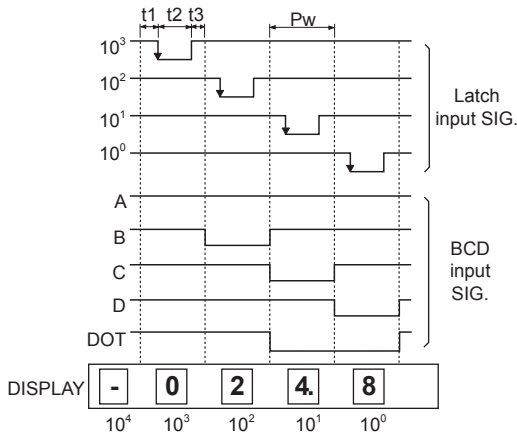 t1 t2 t3 Pw
10³
10²
10¹
10⁰
Latch
input SIG.
A
B
C
D
DOT
BCD
input
SIG.
DISPLAY - 0 2 4. 8
10⁴ 10³ 10² 10¹ 10⁰